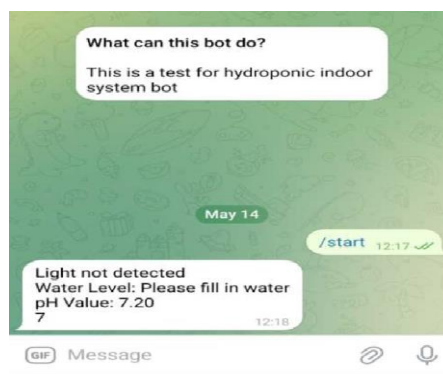 What can this bot do?
This is a test for hydroponic indoor
system bot
May 14
/start 12:17
Light not detected
Water Level: Please fill in water
pH Value: 7.20
7
12:18
GIF Message